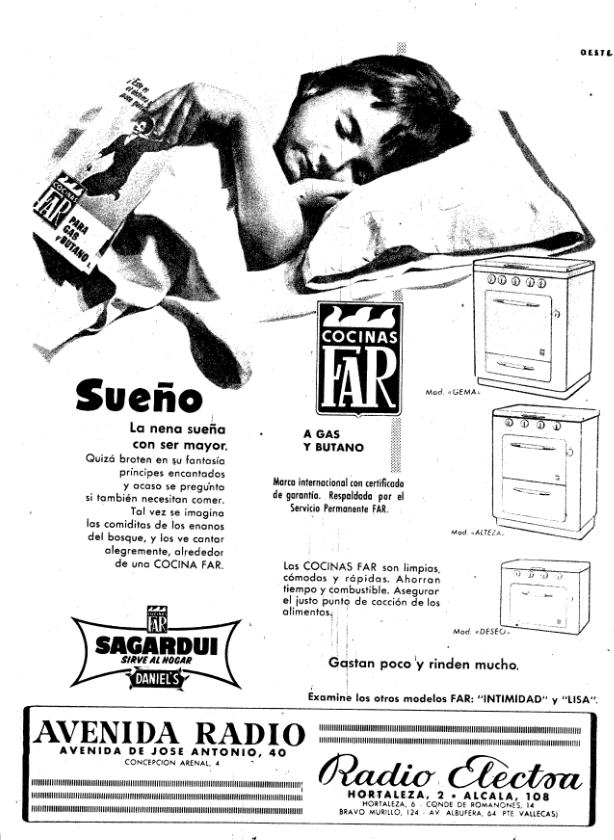 OESTE
¡Este es
COCINAS
FAR
PARA
GAS
Y BUTANO
COCINAS
FAR
Mod. «GEMA»
Sueño
La nena sueña
con ser mayor.
Quizá broten en su fantasía
príncipes encantados
y acaso se pregunta
si también necesitan comer.
Tal vez se imagina
las comiditas de los enanos
del bosque, y los ve cantar
alegremente, alrededor
de una COCINA FAR.
A GAS
Y BUTANO
Marca internacional con certificado
de garantía. Respaldada por el
Servicio Permanente FAR.
Mod. «ALTEZA»
Las COCINAS FAR son limpias,
cómodas y rápidas. Ahorran
tiempo y combustible. Asegurar
el justo punto de cocción de los
alimentos.
Mod. «DESEO»
COCINAS
FAR
SAGARDUI
SIRVE AL HOGAR
DANIEL'S
Gastan poco y rinden mucho.
Examine los otros modelos FAR: "INTIMIDAD" y "LISA".
AVENIDA RADIO
AVENIDA DE JOSE ANTONIO, 40
CONCEPCION ARENAL, 4
Radio Electra
HORTALEZA, 2 • ALCALA, 108
HORTALEZA, 6 - CONDE DE ROMANONES, 14
BRAVO MURILLO, 124 - AV. ALBUFERA, 64 (PTE. VALLECAS)